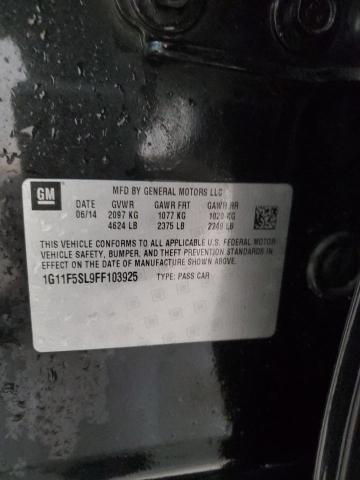 GM
MFD BY GENERAL MOTORS LLC
DATE GVWR GAWR FRT GAWR RR
06/14 2097 KG 1077 KG 1020 KG
4624 LB 2375 LB 2249 LB
THIS VEHICLE CONFORMS TO ALL APPLICABLE U.S. FEDERAL MOTOR
VEHICLE SAFETY, BUMPER, AND THEFT PREVENTION STANDARDS IN
EFFECT ON THE DATE OF MANUFACTURE SHOWN ABOVE.
1G11F5SL9FF103925 TYPE: PASS CAR